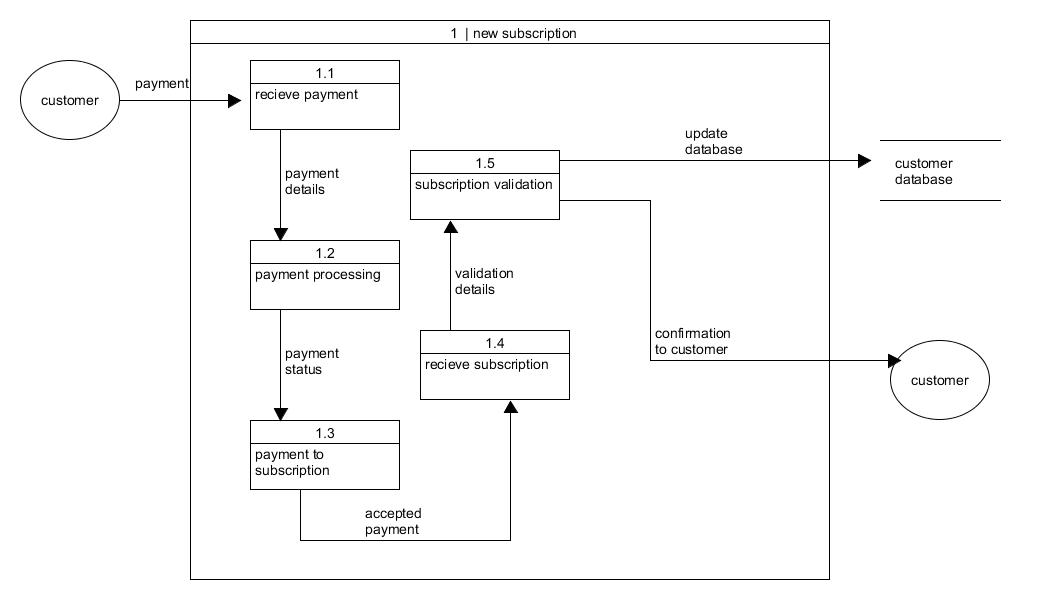 1 | new subscription
customer
payment
1.1
recieve payment
payment
details
1.2
payment processing
payment
status
1.3
payment to
subscription
accepted
payment
1.4
recieve subscription
validation
details
1.5
subscription validation
update
database
customer
database
confirmation
to customer
customer